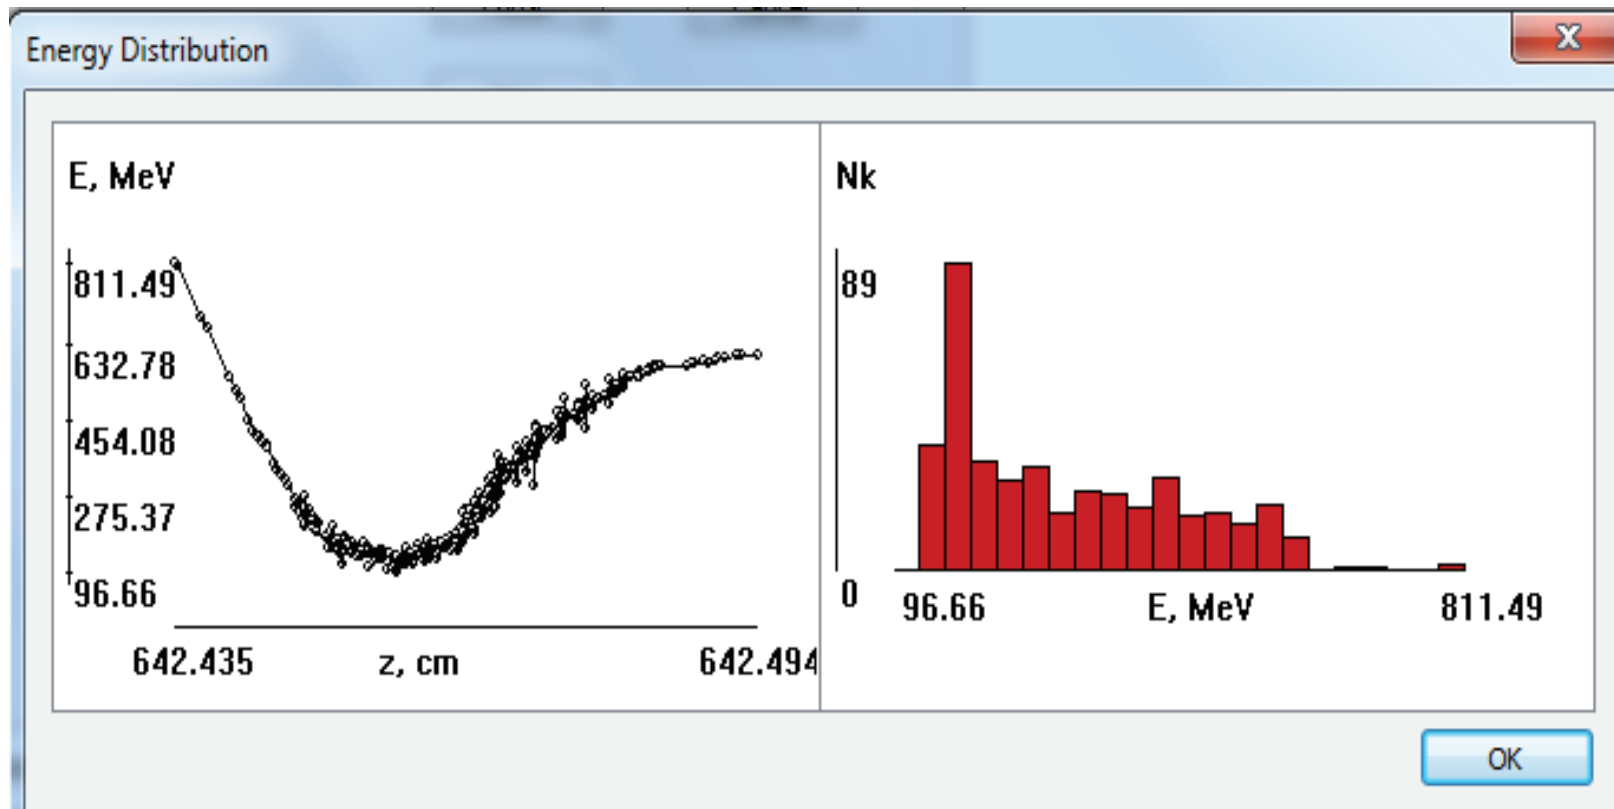 Energy Distribution
X
E, MeV
811.49
632.78
454.08
275.37
96.66
642.435
z, cm
642.494
Nk
89
0
96.66
E, MeV
811.49
OK